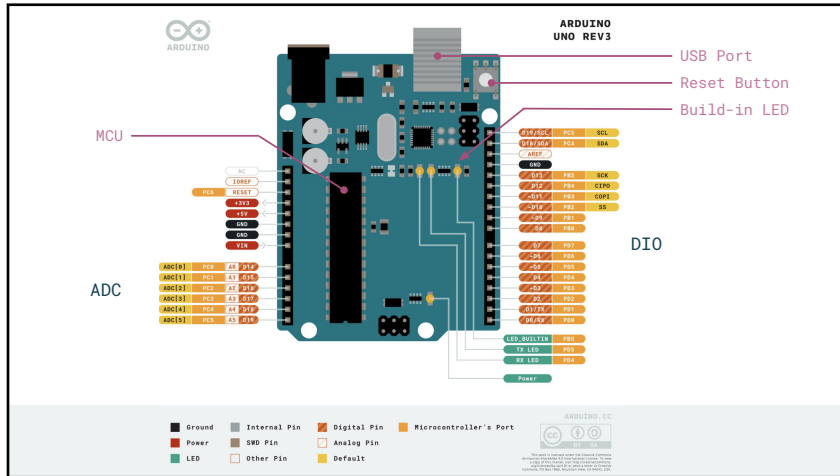 ARDUINO
ARDUINO
UNO REV3
USB Port
Reset Button
Build-in LED
MCU
NC
IOREF
PC6 RESET
+3V3
+5V
GND
GND
VIN
ADC
ADC[0] PC0 A0 D14
ADC[1] PC1 A1 D15
ADC[2] PC2 A2 D16
ADC[3] PC3 A3 D17
ADC[4] PC4 A4 D18
ADC[5] PC5 A5 D19
D19/SCL PC5 SCL
D18/SDA PC4 SDA
AREF
GND
D13 PB5 SCK
D12 PB4 CIPO
~D11 PB3 COPI
~D10 PB2 SS
~D9 PB1
D8 PB0
DIO
D7 PD7
~D6 PD6
~D5 PD5
D4 PD4
~D3 PD3
D2 PD2
D1/TX PD1
D0/RX PD0
LED_BUILTIN PB5
TX LED PD5
RX LED PD4
Power
Ground
Power
LED
Internal Pin
SWD Pin
Other Pin
Digital Pin
Analog Pin
Default
Microcontroller's Port
ARDUINO.CC
CC
BY SA